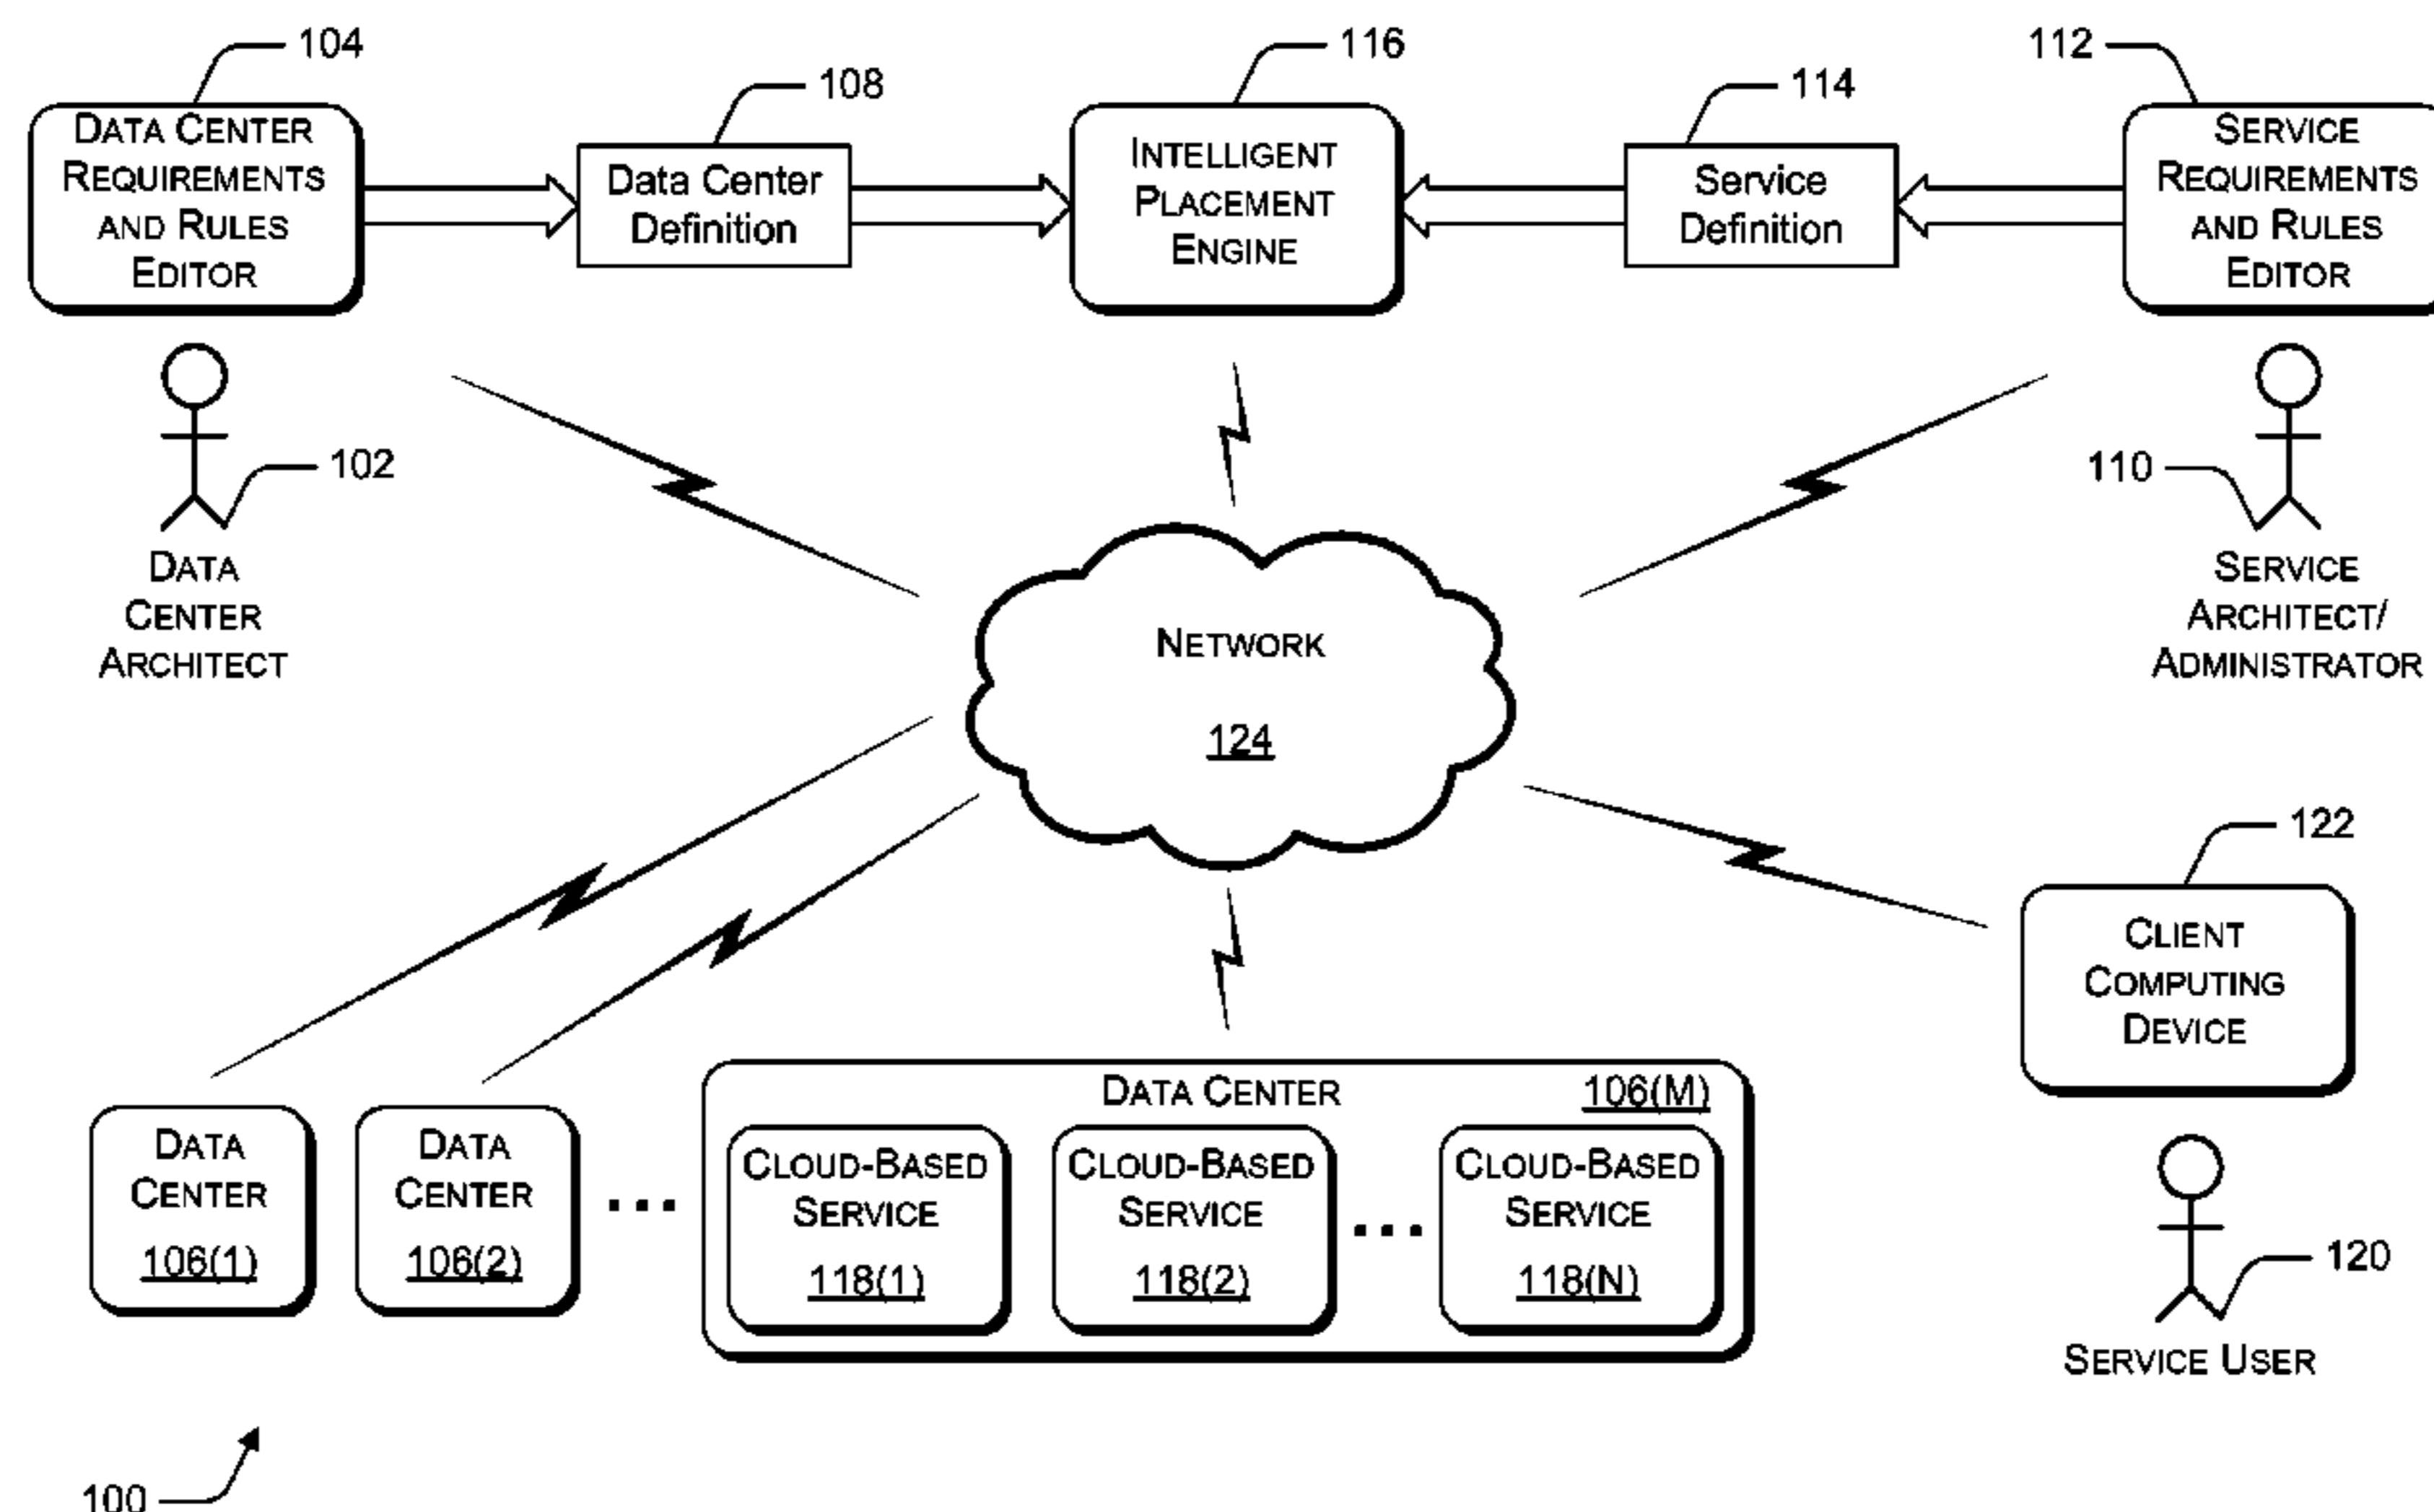 104
108
116
114
112
DATA CENTER
REQUIREMENTS
AND RULES
EDITOR
Data Center
Definition
INTELLIGENT
PLACEMENT
ENGINE
Service
Definition
SERVICE
REQUIREMENTS
AND RULES
EDITOR
102
DATA
CENTER
ARCHITECT
110
SERVICE
ARCHITECT/
ADMINISTRATOR
NETWORK
124
122
CLIENT
COMPUTING
DEVICE
DATA
CENTER
106(1)
DATA
CENTER
106(2)
...
DATA CENTER
106(M)
CLOUD-BASED
SERVICE
118(1)
CLOUD-BASED
SERVICE
118(2)
...
CLOUD-BASED
SERVICE
118(N)
120
SERVICE USER
100